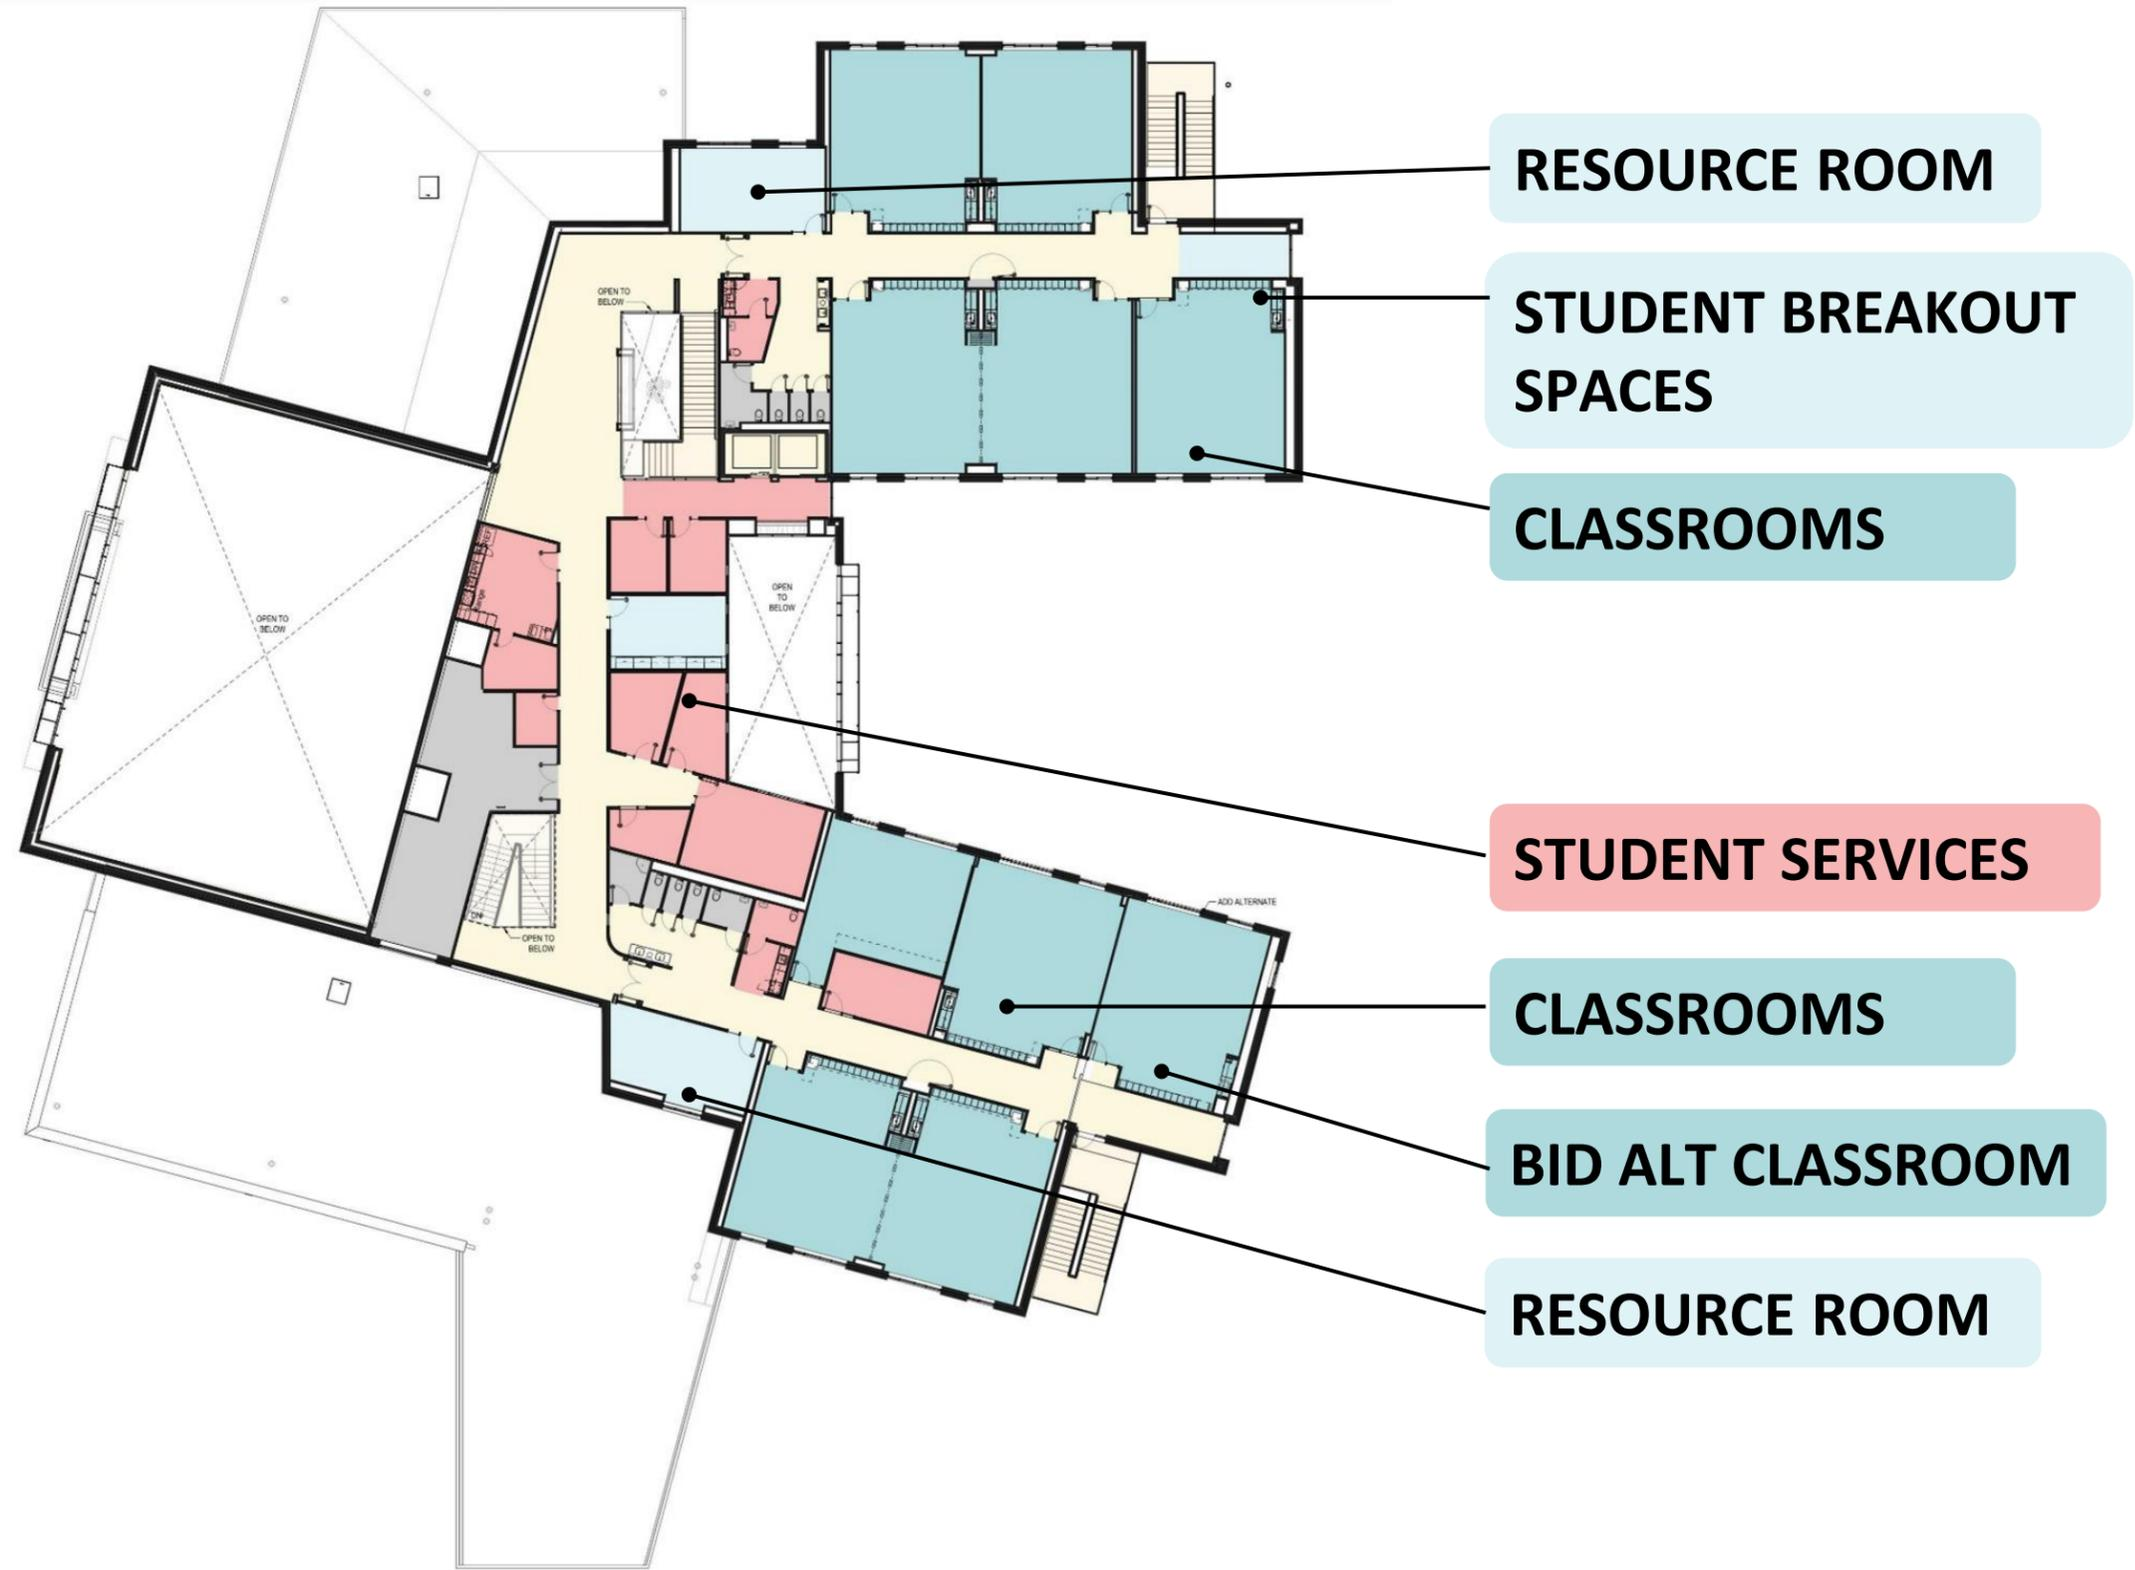 RESOURCE ROOM
STUDENT BREAKOUT
SPACES
CLASSROOMS
STUDENT SERVICES
CLASSROOMS
BID ALT CLASSROOM
RESOURCE ROOM
OPEN TO
BELOW
OPEN
TO
BELOW
OPEN TO
BELOW
ADD ALTERNATE
DN
OPEN TO
BELOW